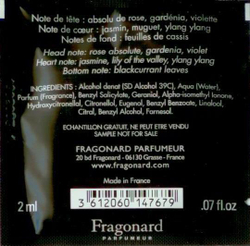 Note de tête : absolu de rose, gardénia, violette
Note de cœur : jasmin, muguet, ylang ylang
Notes de fond : feuilles de cassis
Head note: rose absolute, gardenia, violet
Heart note: jasmine, lily of the valley, ylang ylang
Bottom note: blackcurrant leaves
INGREDIENTS : Alcohol denat (SD Alcohol 39C), Aqua (Water),
Parfum (Fragrance), Benzyl Salicylate, Geraniol, Alpha-isomethyl Ionone,
Hydroxycitronellal, Citronellol, Eugenol, Benzyl Benzoate, Linalool,
Citral, Benzyl Alcohol, Farnesol.
ECHANTILLON GRATUIT, NE PEUT ETRE VENDU
SAMPLE NOT FOR SALE
FRAGONARD PARFUMEUR
20 bd Fragonard - 06130 Grasse - France
www.fragonard.com
Made in France
2 ml
3 612060 147679
.07 fl.oz
Fragonard
PARFUMEUR